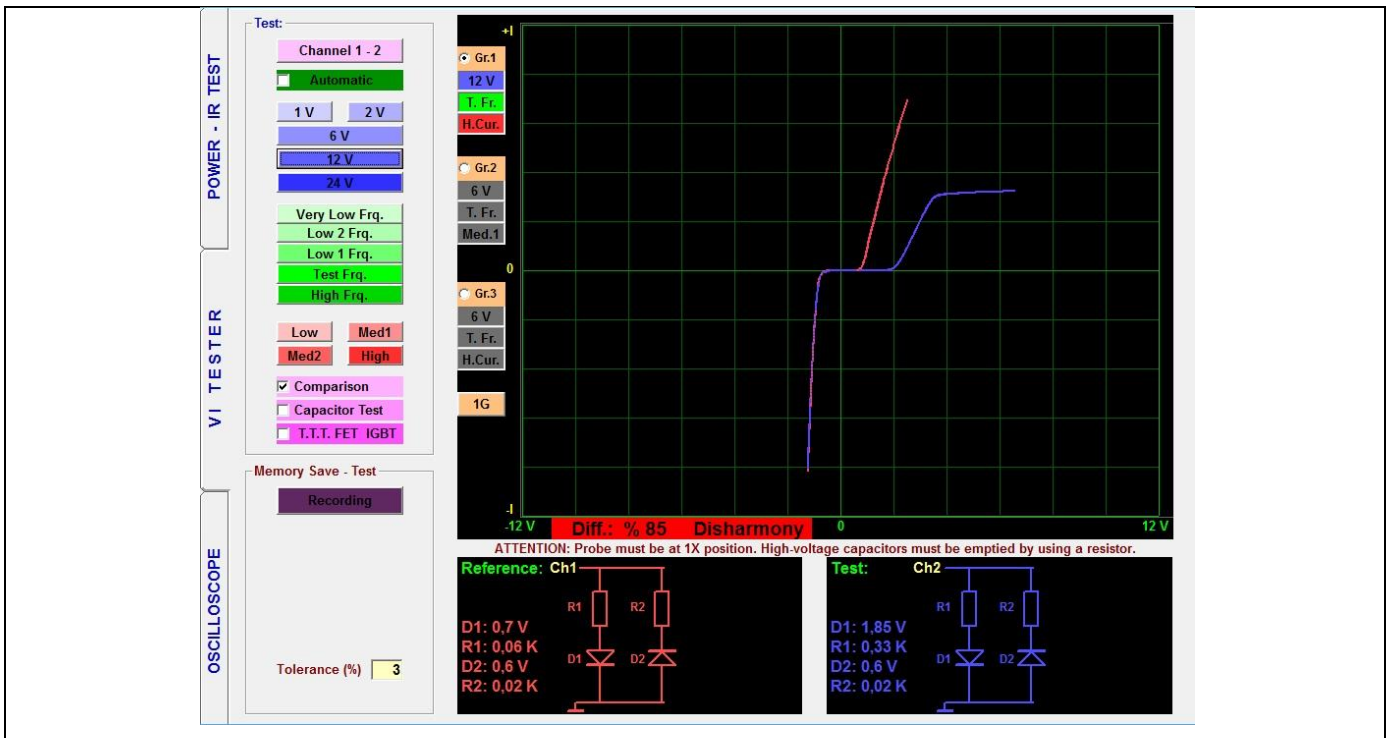 POWER - IR TEST
VI TESTER
OSCILLOSCOPE
Test:
Channel 1 - 2
Automatic
1 V
2 V
6 V
12 V
24 V
Very Low Frq.
Low 2 Frq.
Low 1 Frq.
Test Frq.
High Frq.
Low
Med1
Med2
High
Comparison
Capacitor Test
T.T.T. FET IGBT
Memory Save - Test
Recording
Tolerance (%) 3
Gr.1
12 V
T. Fr.
H.Cur.
Gr.2
6 V
T. Fr.
Med.1
Gr.3
6 V
T. Fr.
H.Cur.
1G
+I
0
-I
-12 V
Diff.: % 85 Disharmony
0
12 V
ATTENTION: Probe must be at 1X position. High-voltage capacitors must be emptied by using a resistor.
Reference: Ch1
R1
R2
D1: 0,7 V
R1: 0,06 K
D2: 0,6 V
R2: 0,02 K
D1
D2
Test: Ch2
R1
R2
D1: 1,85 V
R1: 0,33 K
D2: 0,6 V
R2: 0,02 K
D1
D2